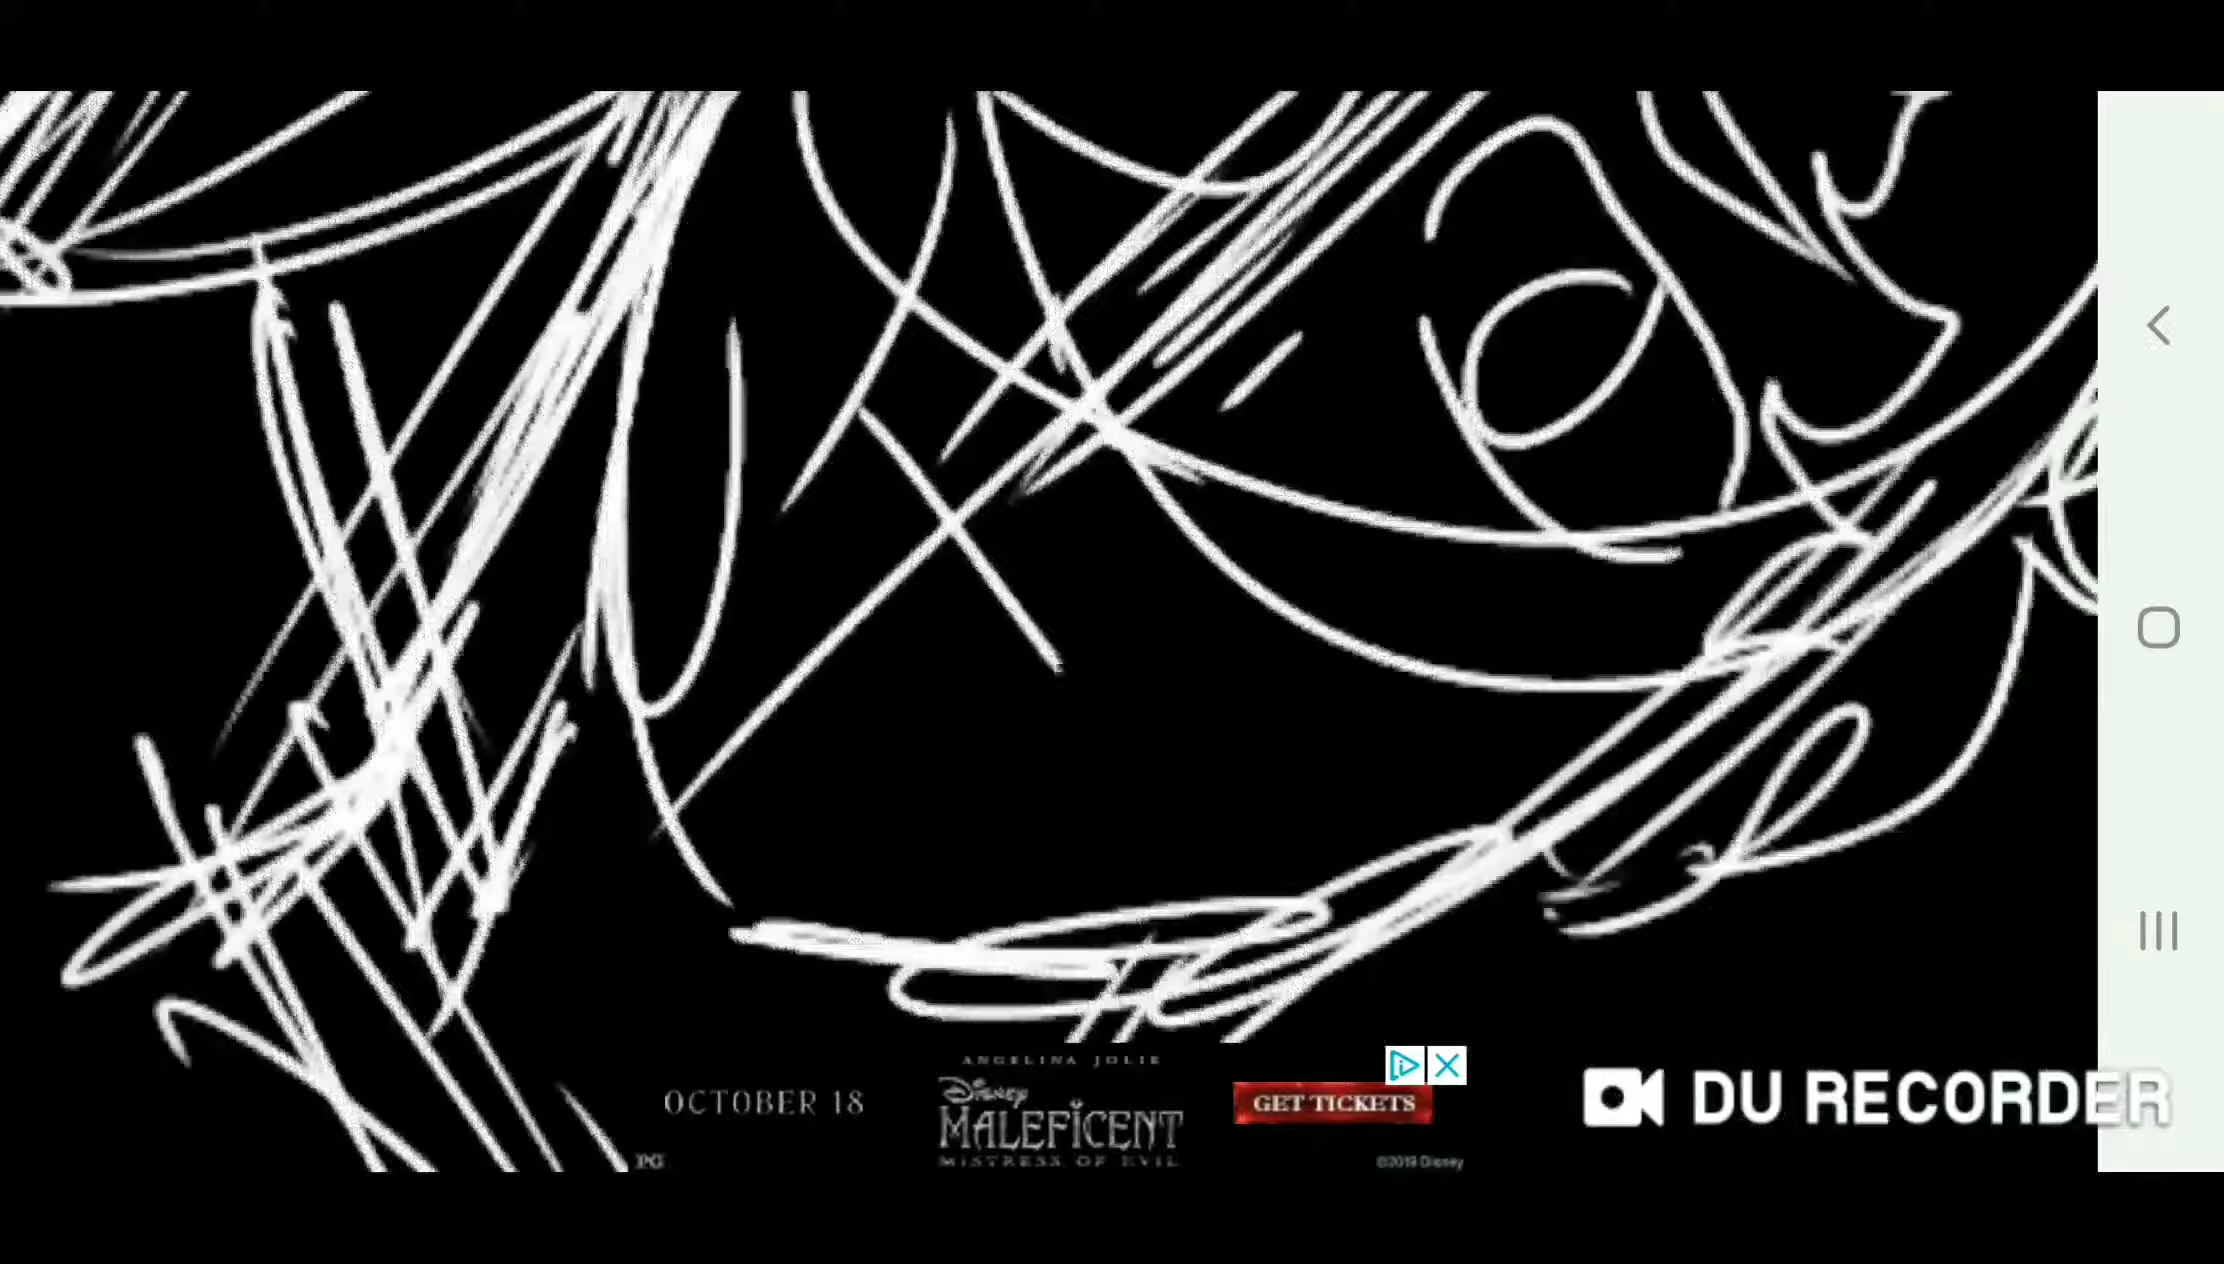 ANGELINA JOLIE
OCTOBER 18
Disney
MALEFICENT
MISTRESS OF EVIL
GET TICKETS
PG
©2019 Disney
DU RECORDER